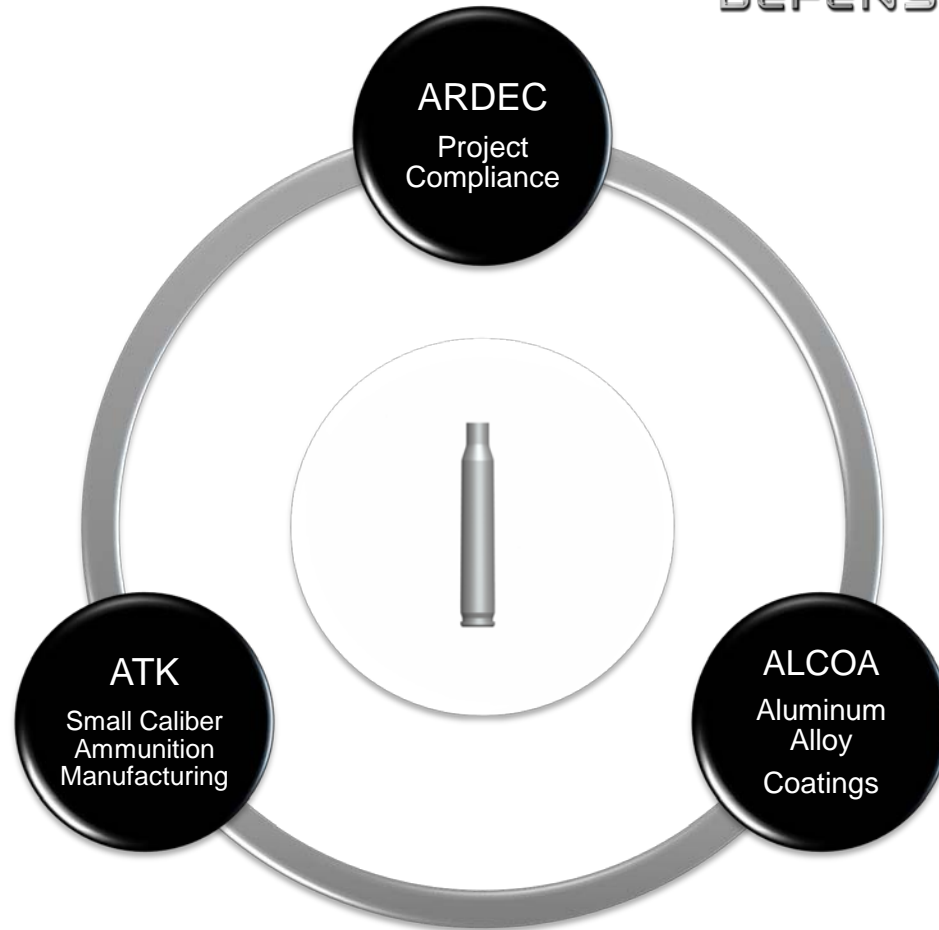 ARDEC
Project
Compliance
ATK
Small Caliber
Ammunition
Manufacturing
ALCOA
Aluminum
Alloy
Coatings